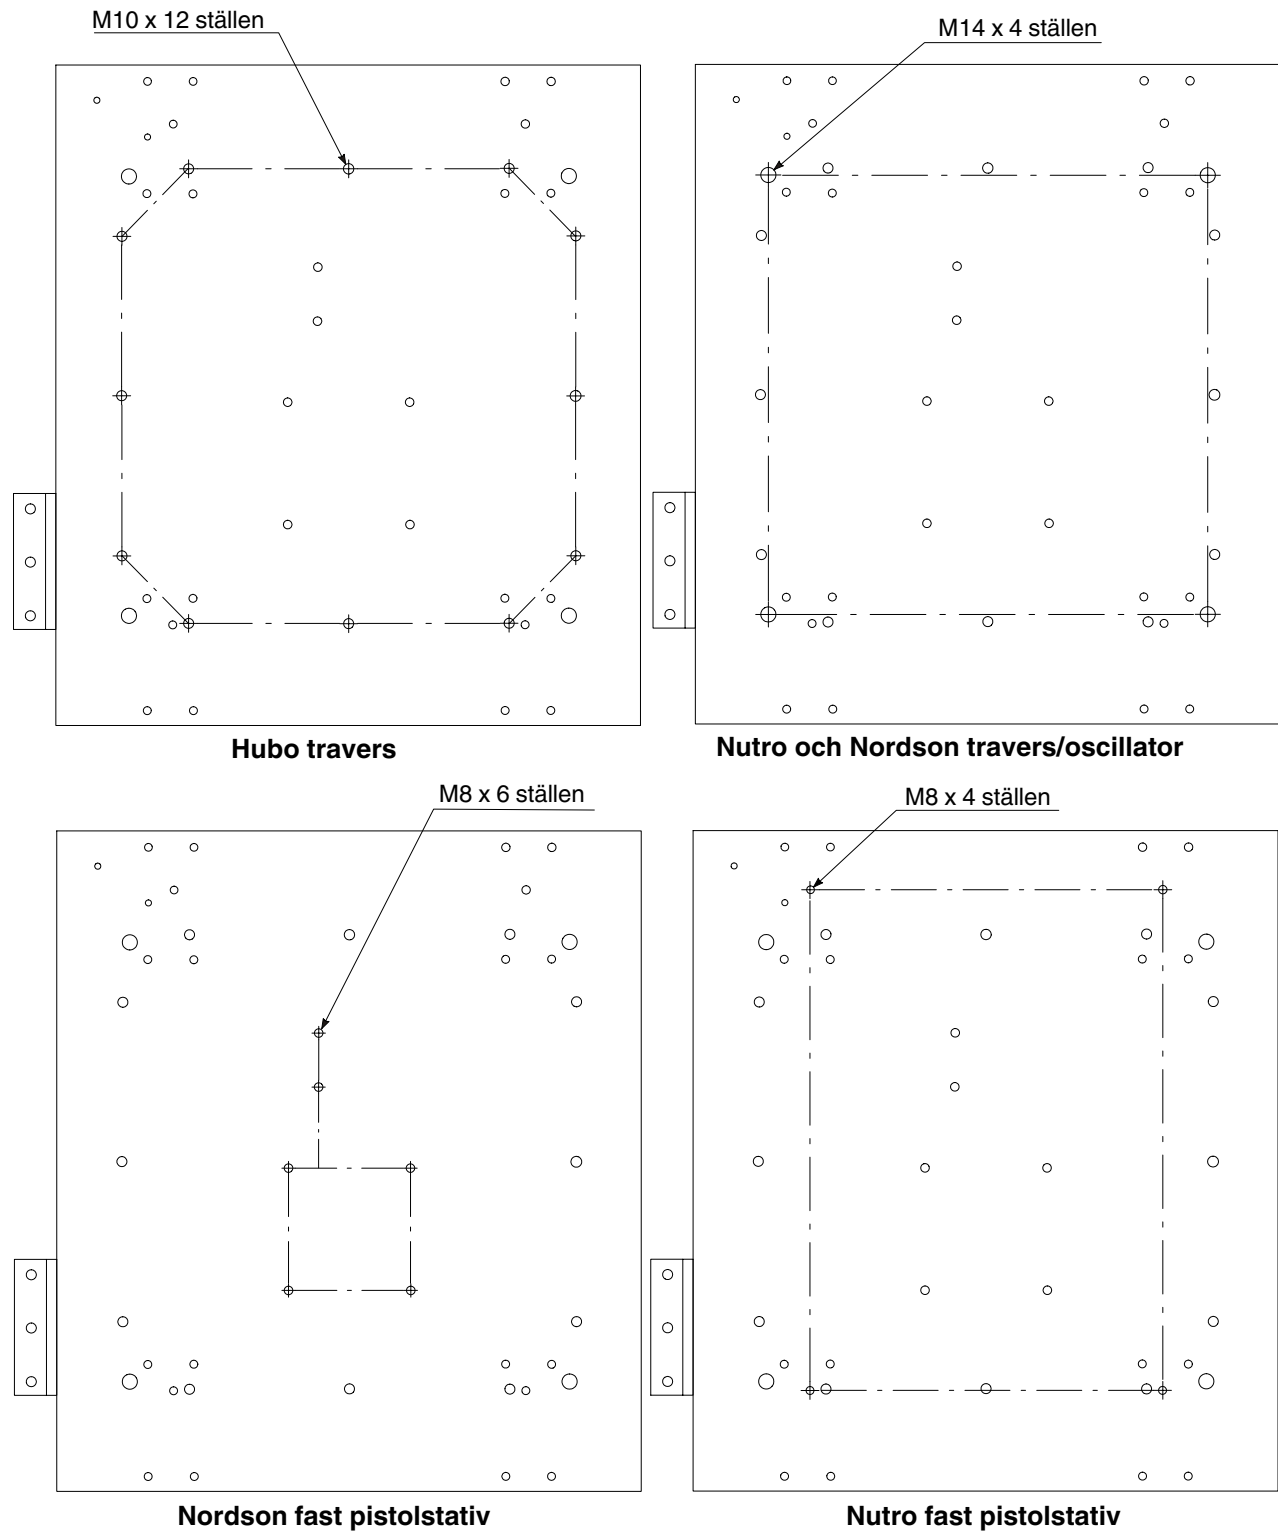 M10 x 12 ställen
M14 x 4 ställen
Hubo travers
Nutro och Nordson travers/oscillator
M8 x 6 ställen
M8 x 4 ställen
Nordson fast pistolstativ
Nutro fast pistolstativ